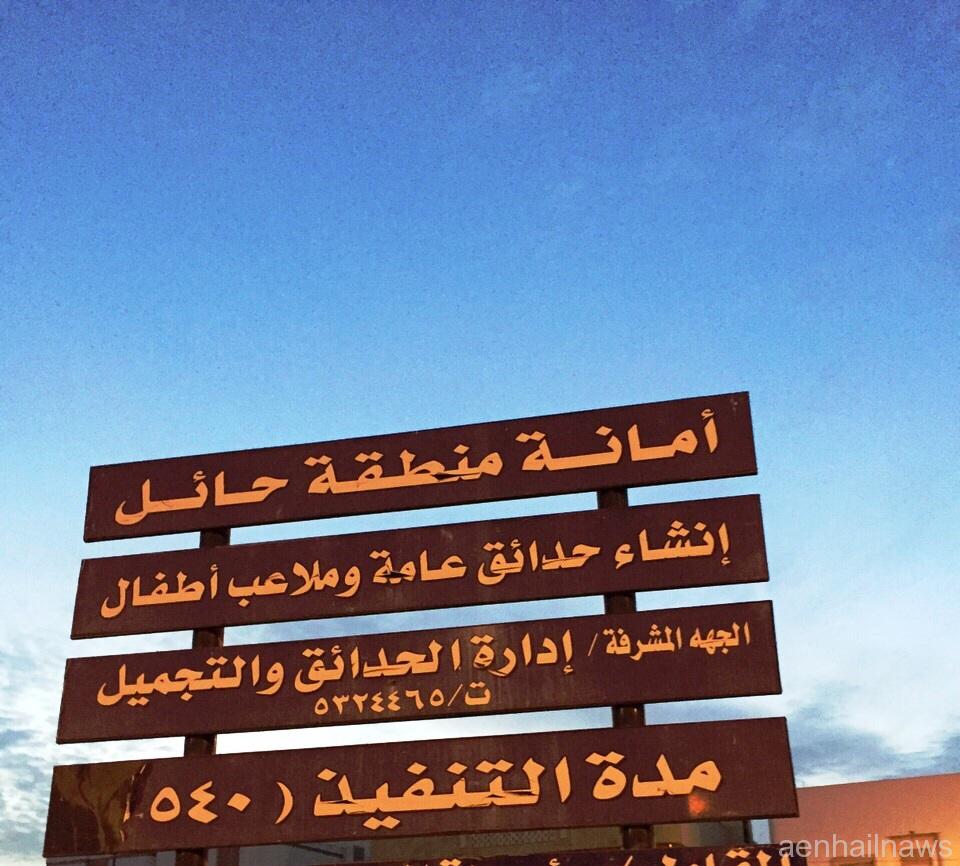 أمانة منطقة حائل
إنشاء حدائق عامة وملاعب أطفال
الجهه المشرفة / إدارة الحدائق والتجميل
ت/٥٣٢٤٤٦٥
مدة التنفيذ ( ٥٤٠
aenhailnaws